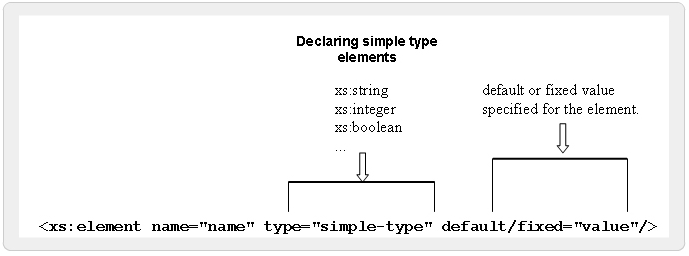 Declaring simple type
elements
xs:string
xs:integer
xs:boolean
...
default or fixed value
specified for the element.
<xs:element name="name" type="simple-type" default/fixed="value"/>